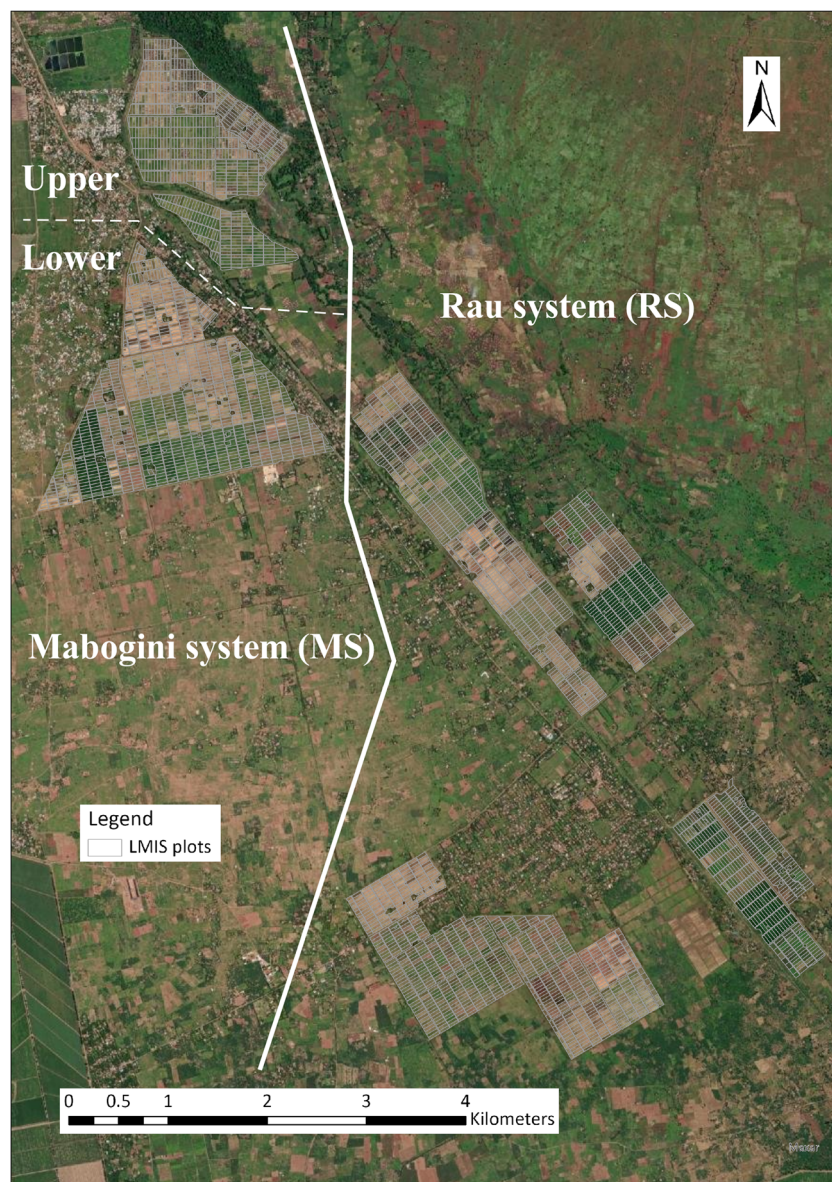 N
Upper
Lower
Rau system (RS)
Mabogini system (MS)
Legend
LMIS plots
0 0.5 1 2 3 4
Kilometers